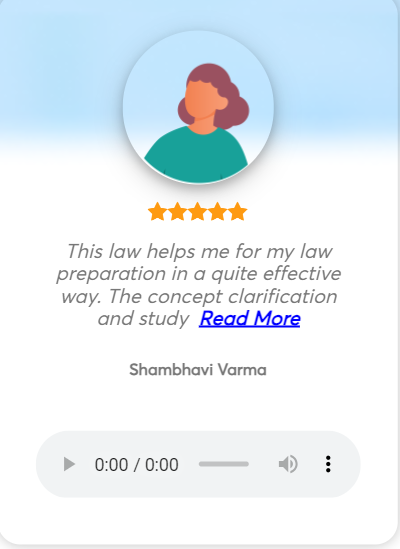 This law helps me for my law
preparation in a quite effective
way. The concept clarification
and study Read More
Shambhavi Varma
0:00 / 0:00